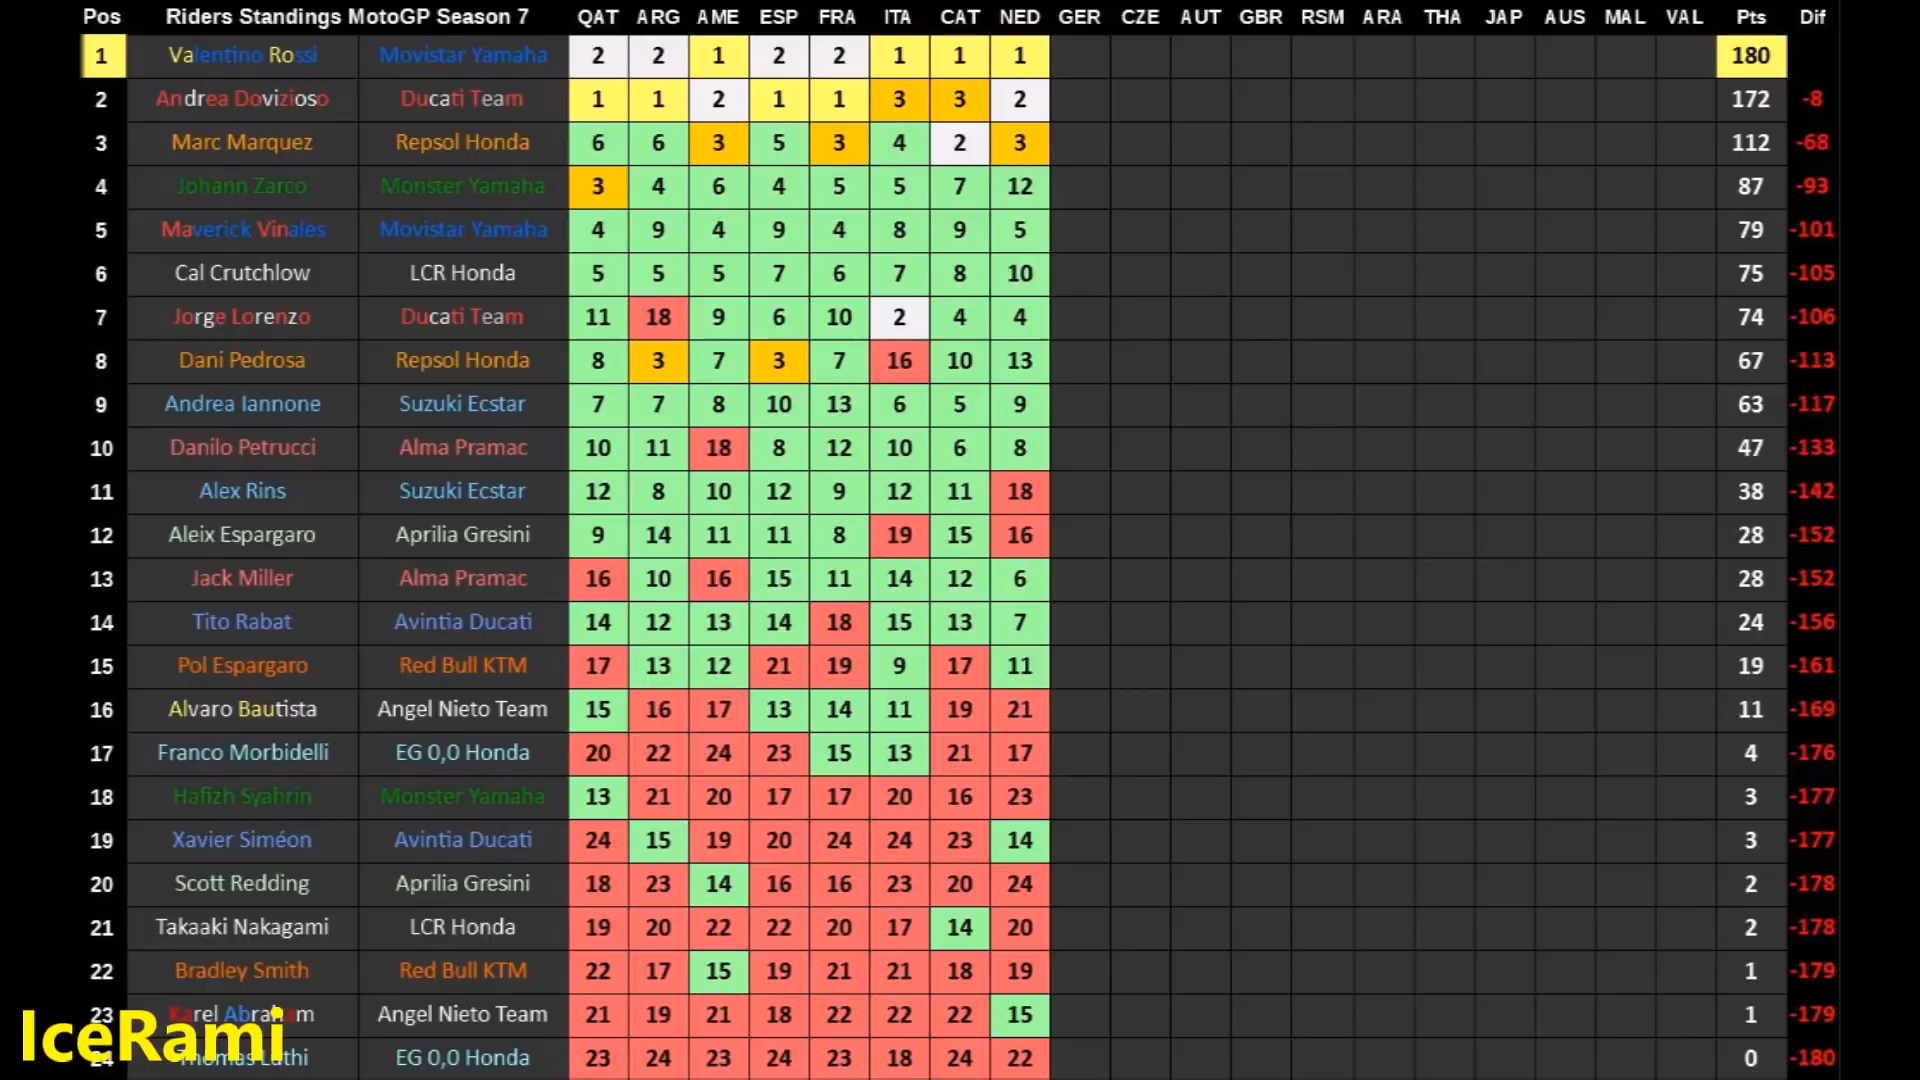 Pos Riders Standings MotoGP Season 7 QAT ARG AME ESP FRA ITA CAT NED GER CZE AUT GBR RSM ARA THA JAP AUS MAL VAL Pts Dif
1 Valentino Rossi Movistar Yamaha 2 2 1 2 2 1 1 1 180
2 Andrea Dovizioso Ducati Team 1 1 2 1 1 3 3 2 172 -8
3 Marc Marquez Repsol Honda 6 6 3 5 3 4 2 3 112 -68
4 Johann Zarco Monster Yamaha 3 4 6 4 5 5 7 12 87 -93
5 Maverick Vinales Movistar Yamaha 4 9 4 9 4 8 9 5 79 -101
6 Cal Crutchlow LCR Honda 5 5 5 7 6 7 8 10 75 -105
7 Jorge Lorenzo Ducati Team 11 18 9 6 10 2 4 4 74 -106
8 Dani Pedrosa Repsol Honda 8 3 7 3 7 16 10 13 67 -113
9 Andrea Iannone Suzuki Ecstar 7 7 8 10 13 6 5 9 63 -117
10 Danilo Petrucci Alma Pramac 10 11 18 8 12 10 6 8 47 -133
11 Alex Rins Suzuki Ecstar 12 8 10 12 9 12 11 18 38 -142
12 Aleix Espargaro Aprilia Gresini 9 14 11 11 8 19 15 16 28 -152
13 Jack Miller Alma Pramac 16 10 16 15 11 14 12 6 28 -152
14 Tito Rabat Avintia Ducati 14 12 13 14 18 15 13 7 24 -156
15 Pol Espargaro Red Bull KTM 17 13 12 21 19 9 17 11 19 -161
16 Alvaro Bautista Angel Nieto Team 15 16 17 13 14 11 19 21 11 -169
17 Franco Morbidelli EG 0,0 Honda 20 22 24 23 15 13 21 17 4 -176
18 Hafizh Syahrin Monster Yamaha 13 21 20 17 17 20 16 23 3 -177
19 Xavier Siméon Avintia Ducati 24 15 19 20 24 24 23 14 3 -177
20 Scott Redding Aprilia Gresini 18 23 14 16 16 23 20 24 2 -178
21 Takaaki Nakagami LCR Honda 19 20 22 22 20 17 14 20 2 -178
22 Bradley Smith Red Bull KTM 22 17 15 19 21 21 18 19 1 -179
23 Karel Abraham Angel Nieto Team 21 19 21 18 22 22 22 15 1 -179
24 Thomas Luthi EG 0,0 Honda 23 24 23 24 23 18 24 22 0 -180
IceRami